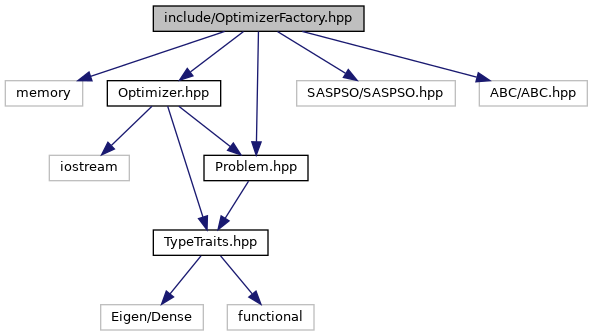 include/OptimizerFactory.hpp
memory
Optimizer.hpp
SASPSO/SASPSO.hpp
ABC/ABC.hpp
iostream
Problem.hpp
TypeTraits.hpp
Eigen/Dense
functional